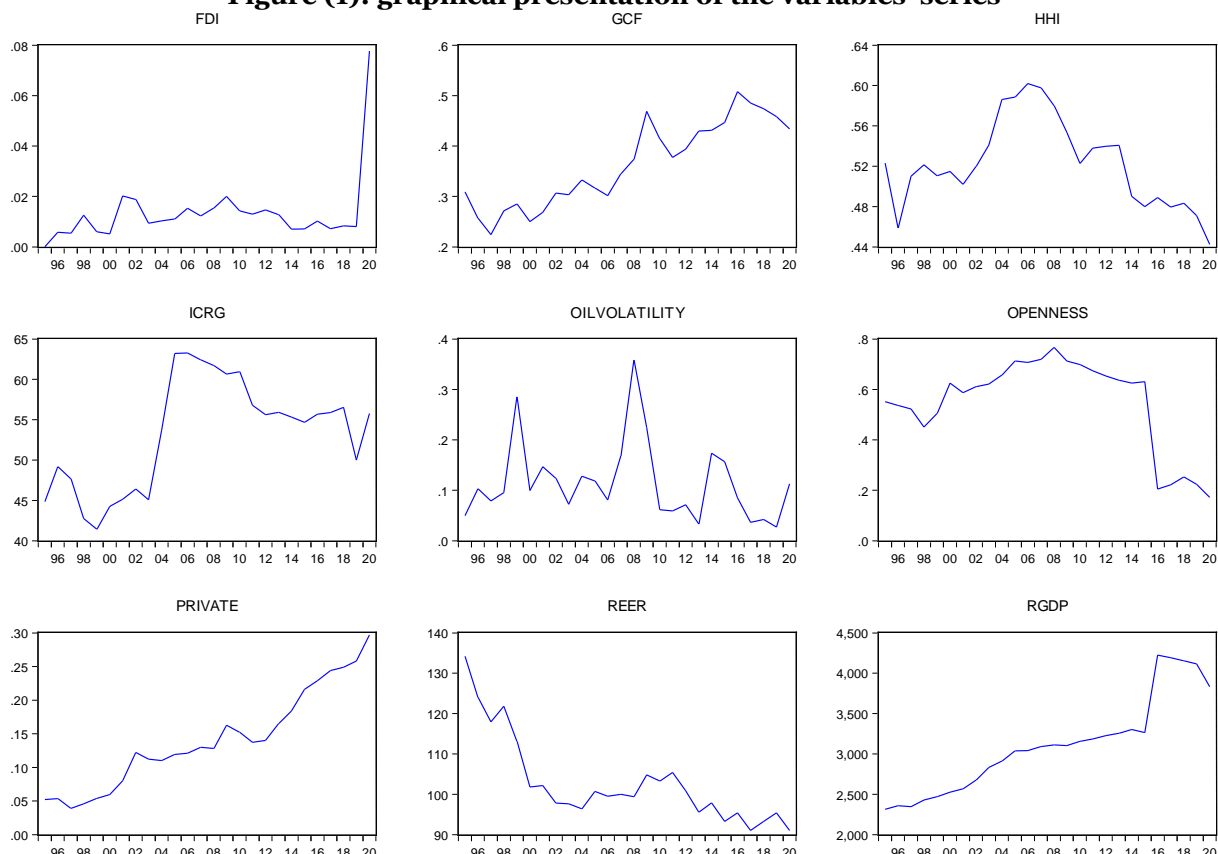 Figure (1): graphical presentation of the variables' series
FDI
GCF
HHI
.08
.06
.04
.02
.00
96 98 00 02 04 06 08 10 12 14 16 18 20
.6
.5
.4
.3
.2
96 98 00 02 04 06 08 10 12 14 16 18 20
.64
.60
.56
.52
.48
.44
96 98 00 02 04 06 08 10 12 14 16 18 20
ICRG
OILVOLATILITY
OPENNESS
65
60
55
50
45
40
96 98 00 02 04 06 08 10 12 14 16 18 20
.4
.3
.2
.1
.0
96 98 00 02 04 06 08 10 12 14 16 18 20
.8
.6
.4
.2
.0
96 98 00 02 04 06 08 10 12 14 16 18 20
PRIVATE
REER
RGDP
.30
.25
.20
.15
.10
.05
.00
96 98 00 02 04 06 08 10 12 14 16 18 20
140
130
120
110
100
90
96 98 00 02 04 06 08 10 12 14 16 18 20
4,500
4,000
3,500
3,000
2,500
2,000
96 98 00 02 04 06 08 10 12 14 16 18 20